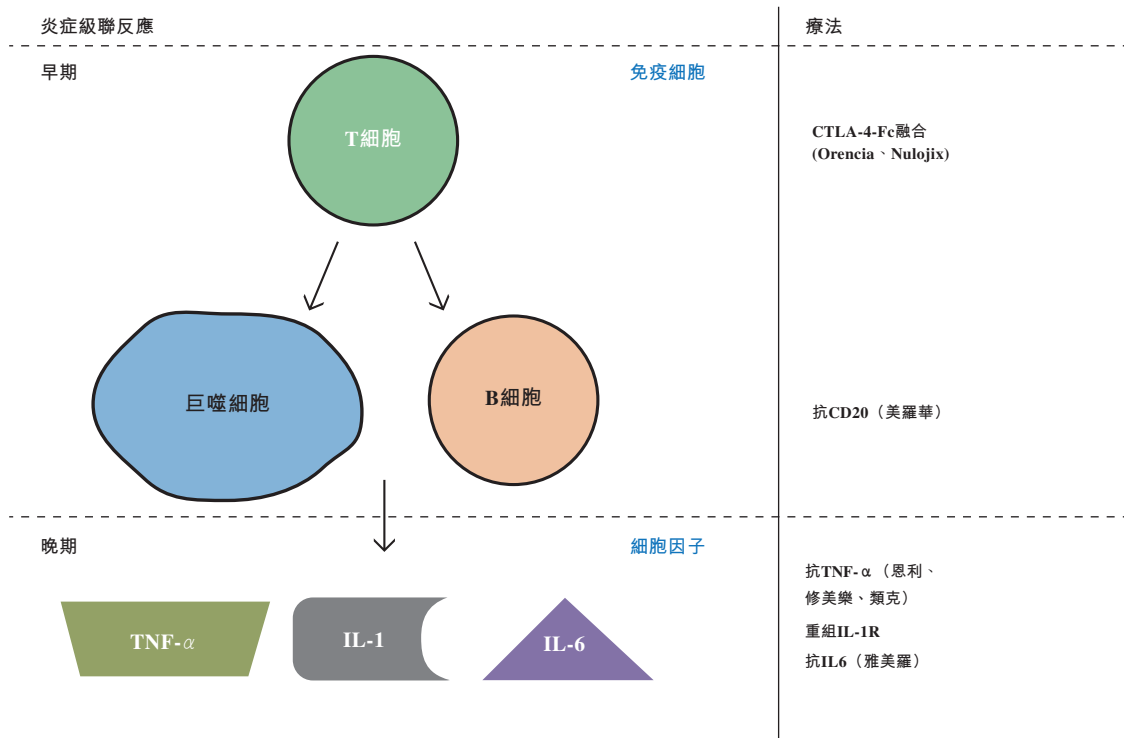 炎症級聯反應
療法
早期
免疫細胞
T細胞
CTLA-4-Fc融合
(Orencia、Nulojix)
巨噬細胞
B細胞
抗CD20（美羅華）
晚期
細胞因子
抗TNF-α（恩利、
修美樂、類克）
TNF-α
IL-1
IL-6
重組IL-1R
抗IL6（雅美羅）